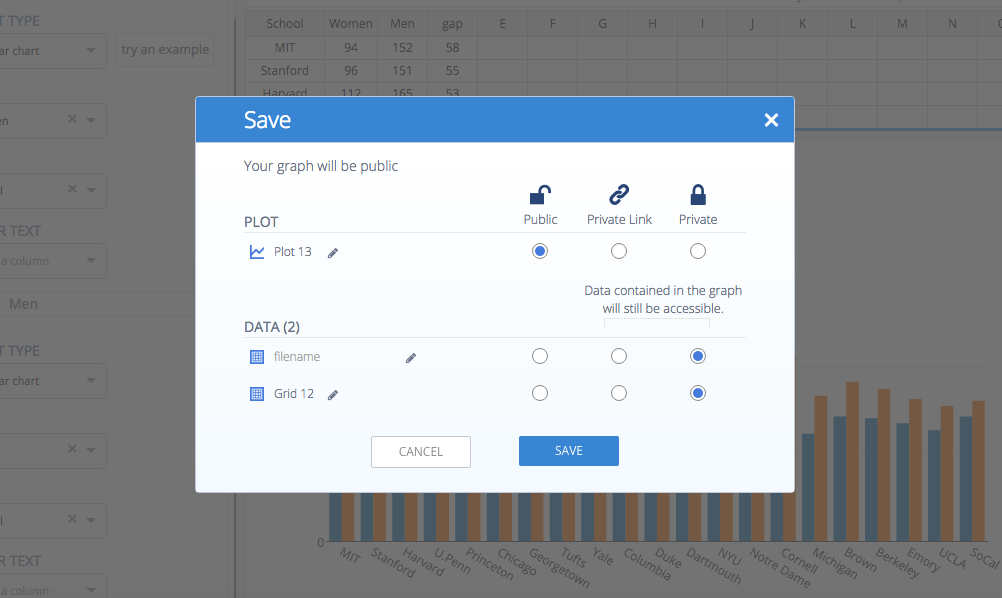 T TYPE
ar chart
try an example
School Women Men gap E F G H I J K L M N
MIT 94 152 58
Stanford 96 151 55
Harvard 112 165 53
en
l
R TEXT
a column
Men
T TYPE
ar chart
l
R TEXT
a column
Save
Your graph will be public
Public Private Link Private
PLOT
Plot 13
Data contained in the graph
will still be accessible.
DATA (2)
filename
Grid 12
CANCEL SAVE
0
MIT Stanford Harvard U.Penn Princeton Chicago Georgetown Tufts Yale Columbia Duke Dartmouth NYU Notre Dame Cornell Michigan Brown Berkeley Emory UCLA SoCal